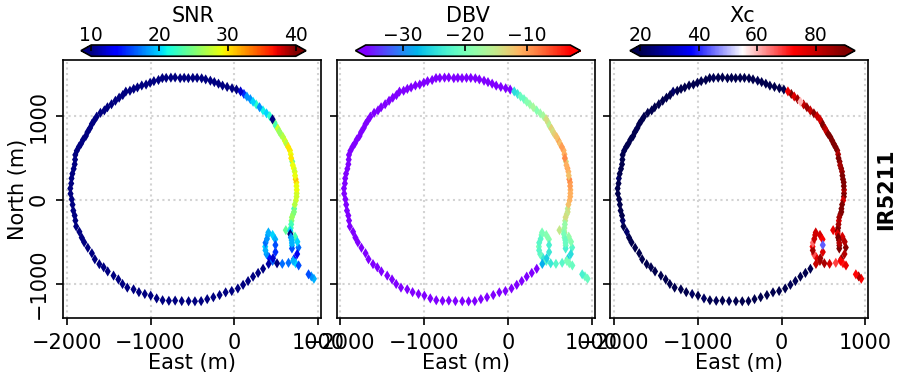 SNR DBV Xc
10 20 30 40 −30 −20 −10 20 40 60 80
1000
0
−1000
North (m)
IR5211
−2000 −1000 0 1000 −2000 −1000 0 1000 −2000 −1000 0 1000
East (m) East (m) East (m)